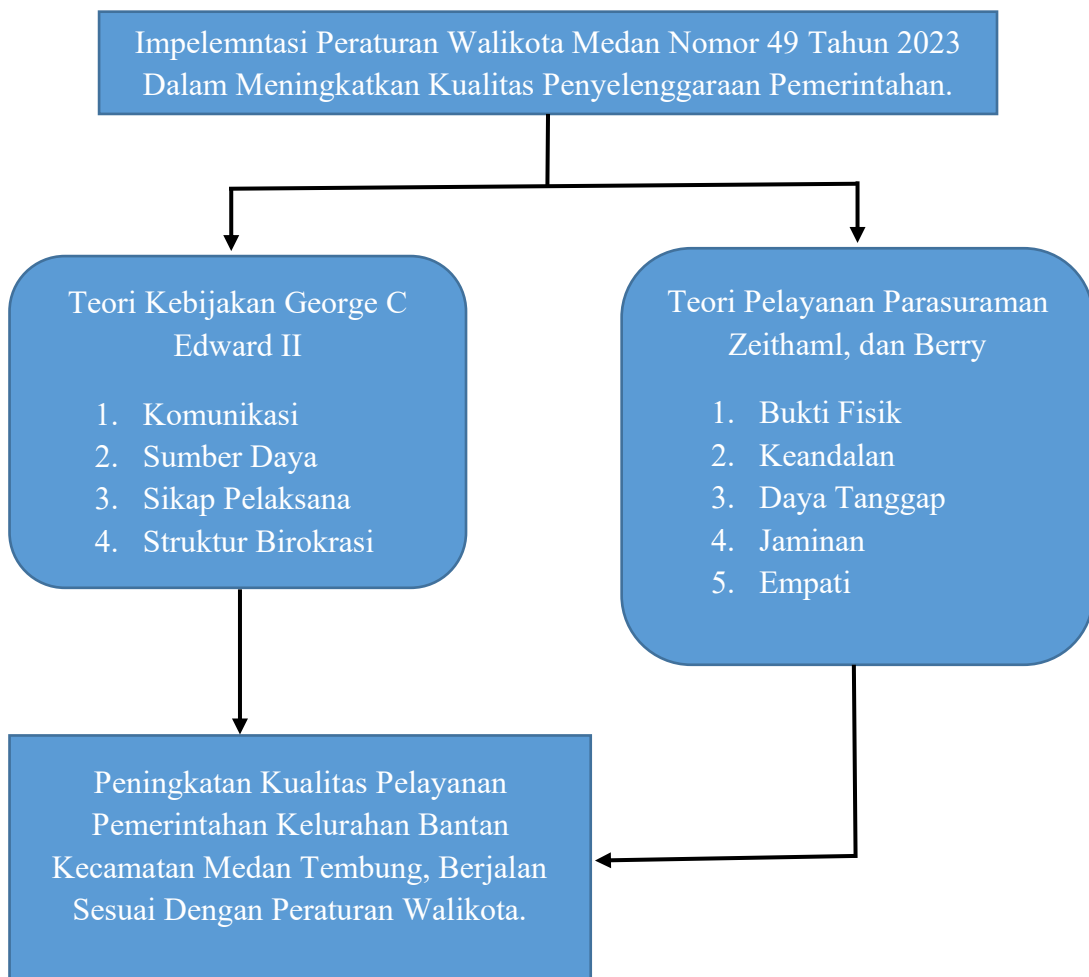 Impelemntasi Peraturan Walikota Medan Nomor 49 Tahun 2023
Dalam Meningkatkan Kualitas Penyelenggaraan Pemerintahan.
Teori Kebijakan George C
Edward II
1. Komunikasi
2. Sumber Daya
3. Sikap Pelaksana
4. Struktur Birokrasi
Teori Pelayanan Parasuraman
Zeithaml, dan Berry
1. Bukti Fisik
2. Keandalan
3. Daya Tanggap
4. Jaminan
5. Empati
Peningkatan Kualitas Pelayanan
Pemerintahan Kelurahan Bantan
Kecamatan Medan Tembung, Berjalan
Sesuai Dengan Peraturan Walikota.